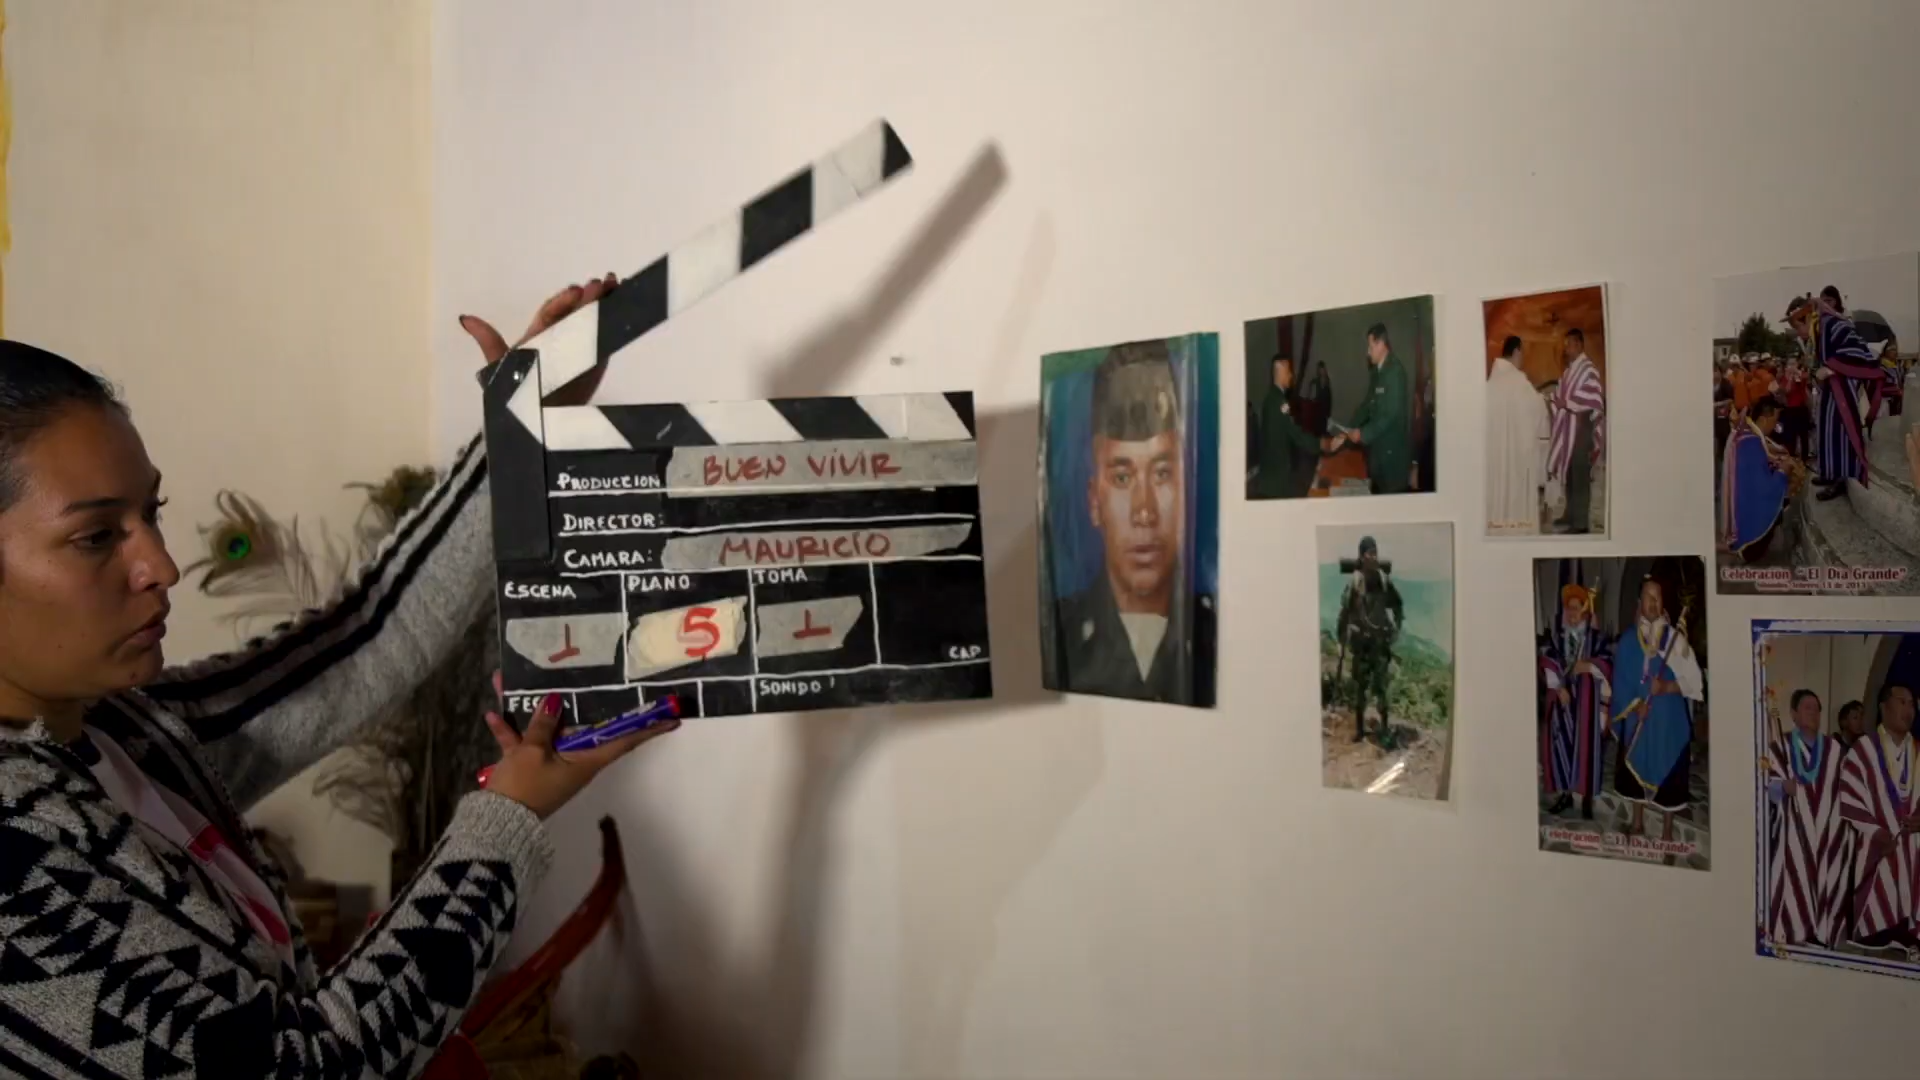 PRODUCCION BUEN VIVIR
DIRECTOR:
CAMARA: MAURICIO
ESCENA PLANO TOMA
1 5 1
CAP
SONIDO
Celebración "El Dia Grande"
Celebración "El Dia Grande"